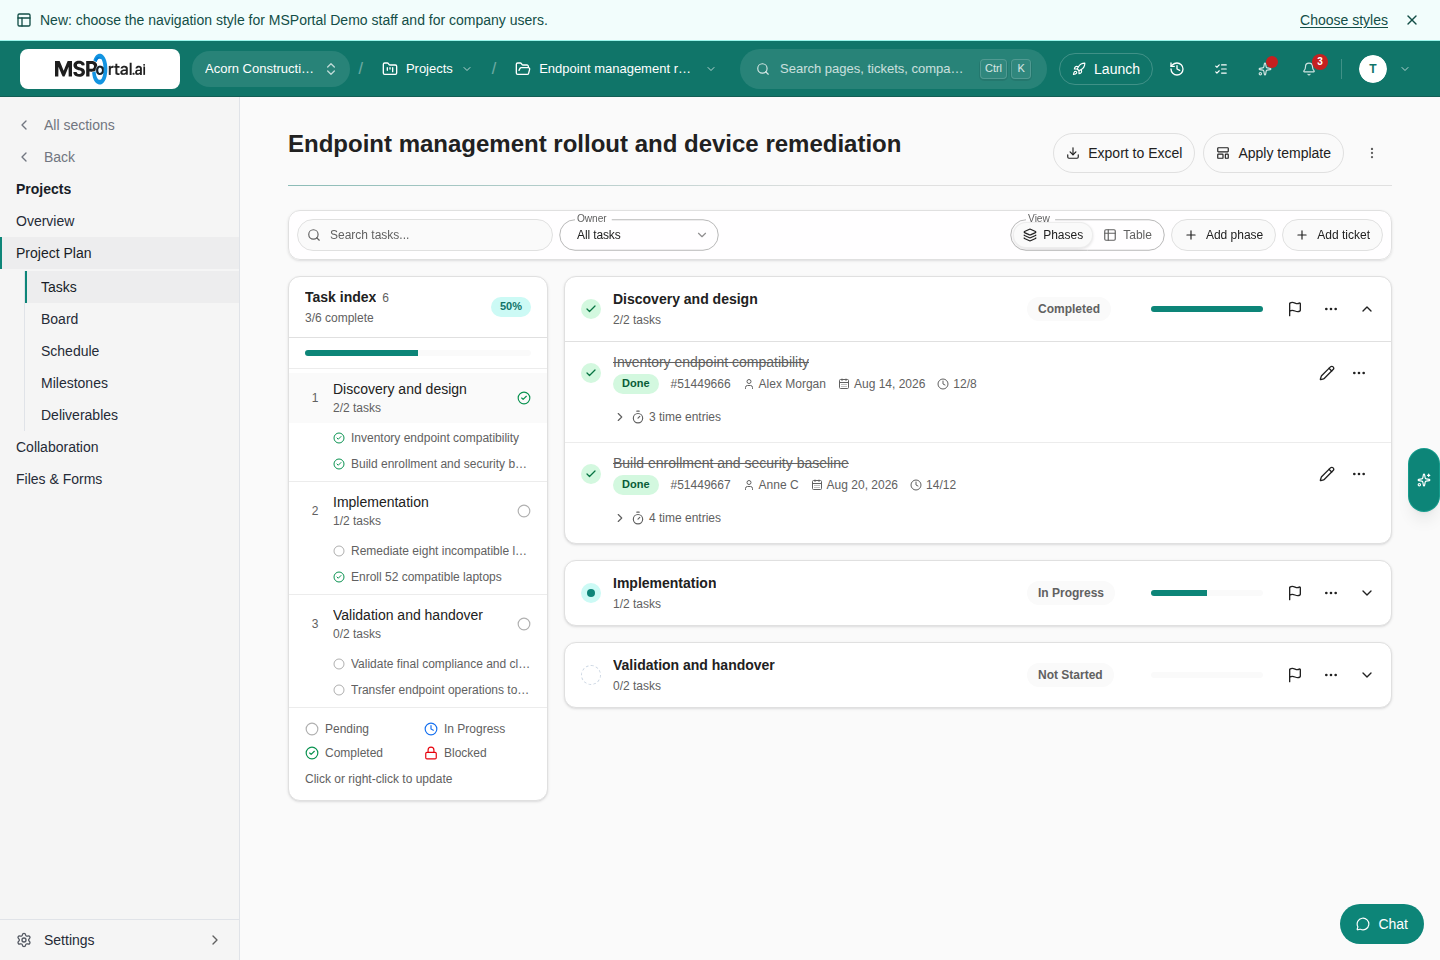 New: choose the navigation style for MSPortal Demo staff and for company users.
Choose styles
MSPortal.ai
Acorn Constructi...
/
Projects
/
Endpoint management r...
Search pages, tickets, compa...
Ctrl
K
Launch
3
T
All sections
Back
Projects
Overview
Project Plan
Tasks
Board
Schedule
Milestones
Deliverables
Collaboration
Files & Forms
Settings
Endpoint management rollout and device remediation
Export to Excel
Apply template
Search tasks...
Owner
All tasks
View
Phases
Table
Add phase
Add ticket
Task index 6
3/6 complete
50%
1
Discovery and design
2/2 tasks
Inventory endpoint compatibility
Build enrollment and security b...
2
Implementation
1/2 tasks
Remediate eight incompatible l...
Enroll 52 compatible laptops
3
Validation and handover
0/2 tasks
Validate final compliance and cl...
Transfer endpoint operations to...
Pending
In Progress
Completed
Blocked
Click or right-click to update
Discovery and design
2/2 tasks
Completed
Inventory endpoint compatibility
Done #51449666 Alex Morgan Aug 14, 2026 12/8
3 time entries
Build enrollment and security baseline
Done #51449667 Anne C Aug 20, 2026 14/12
4 time entries
Implementation
1/2 tasks
In Progress
Validation and handover
0/2 tasks
Not Started
Chat